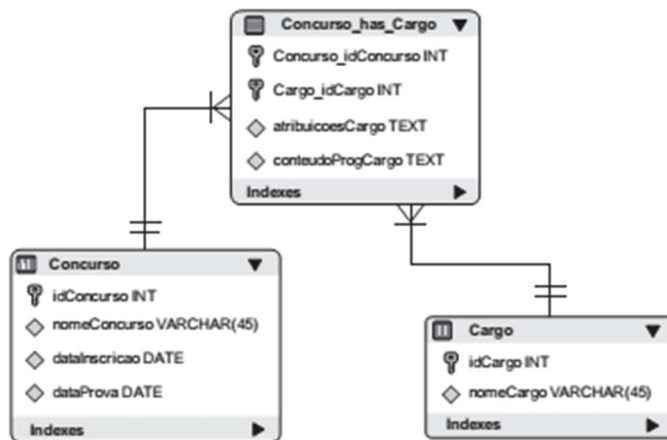 Concurso_has_Cargo
Concurso_idConcurso INT
Cargo_idCargo INT
atribuicoesCargo TEXT
conteudoProgCargo TEXT
Indexes
Concurso
idConcurso INT
nomeConcurso VARCHAR(45)
dataInscricao DATE
dataProva DATE
Indexes
Cargo
idCargo INT
nomeCargo VARCHAR(45)
Indexes